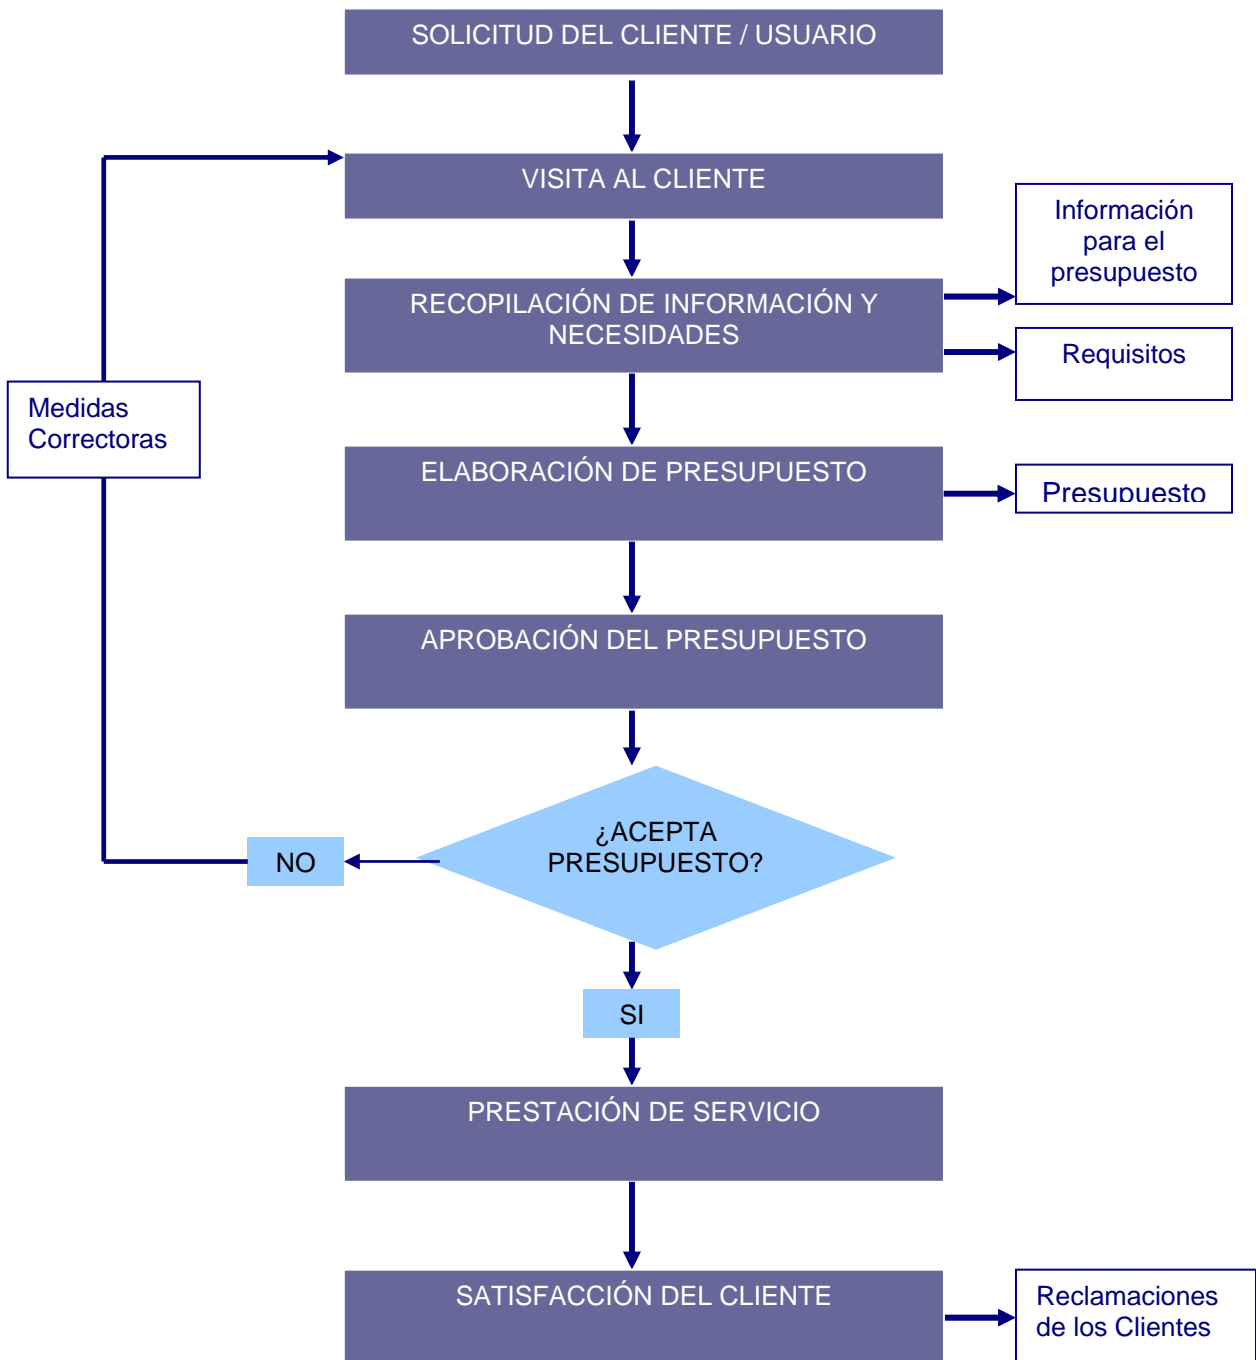 SOLICITUD DEL CLIENTE / USUARIO
VISITA AL CLIENTE
Información
para el
presupuesto
RECOPILACIÓN DE INFORMACIÓN Y
NECESIDADES
Requisitos
Medidas
Correctoras
ELABORACIÓN DE PRESUPUESTO
Presupuesto
APROBACIÓN DEL PRESUPUESTO
¿ACEPTA
PRESUPUESTO?
NO
SI
PRESTACIÓN DE SERVICIO
SATISFACCIÓN DEL CLIENTE
Reclamaciones
de los Clientes